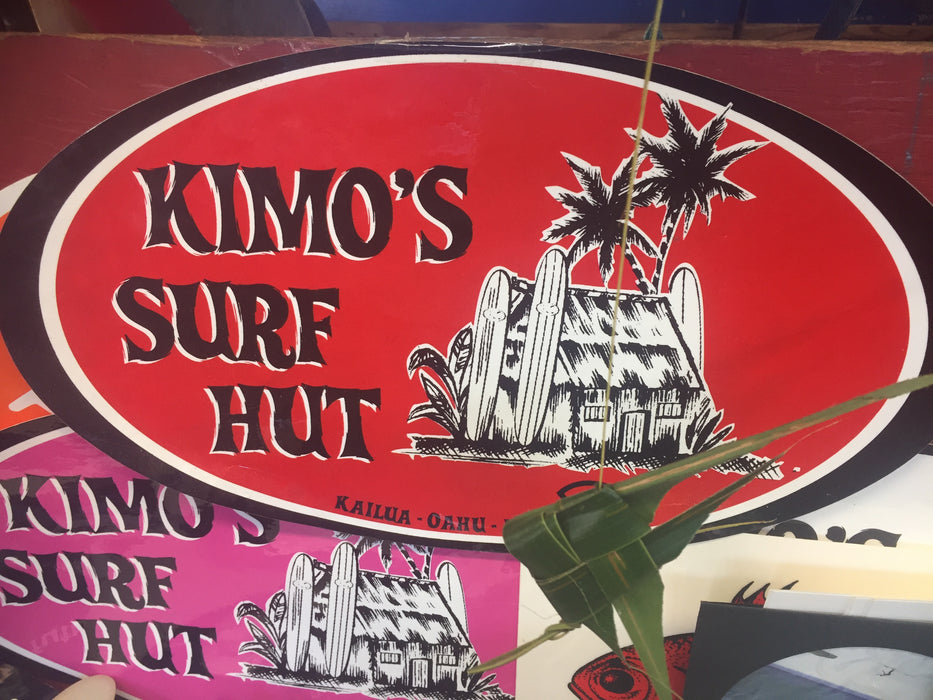 KIMO'S
SURF
HUT
KAILUA - OAHU -
KIMO'S
SURF
HUT